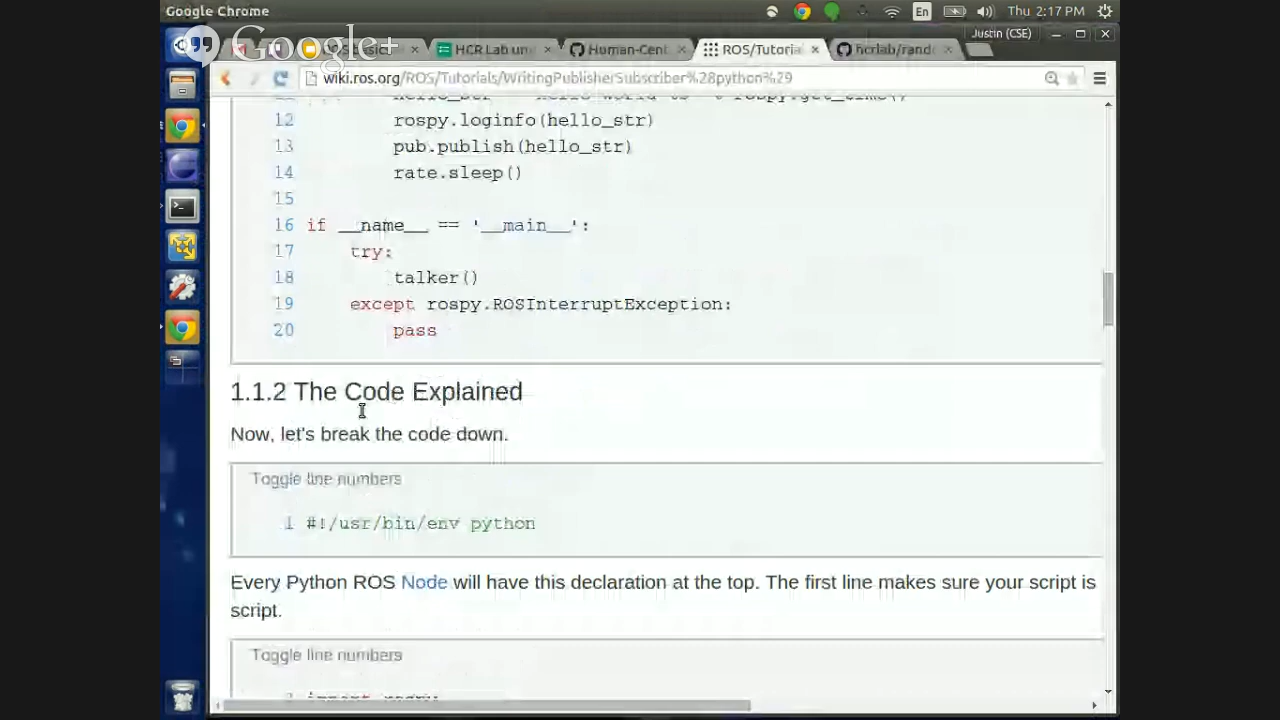 Google Chrome
En
Thu 2:17 PM
Google+
HCR Lab
Human-Cent
ROS/Tutoria
hcrlab/rand
Justin (CSE)
wiki.ros.org/ROS/Tutorials/WritingPublisherSubscriber%28python%29
12 rospy.loginfo(hello_str)
13 pub.publish(hello_str)
14 rate.sleep()
15
16 if __name__ == '__main__':
17 try:
18 talker()
19 except rospy.ROSInterruptException:
20 pass
1.1.2 The Code Explained
Now, let's break the code down.
Toggle line numbers
1 #!/usr/bin/env python
Every Python ROS Node will have this declaration at the top. The first line makes sure your script is
script.
Toggle line numbers